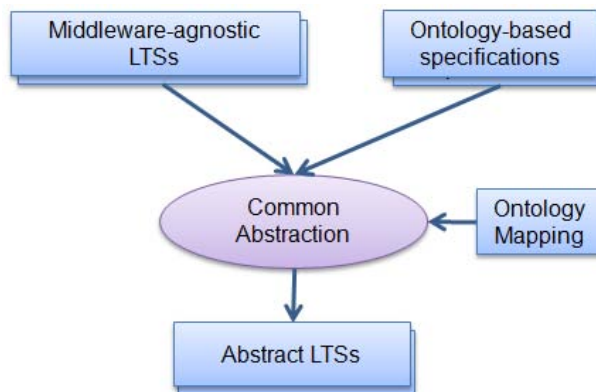 Middleware-agnostic
LTSs
Ontology-based
specifications
Common
Abstraction
Ontology
Mapping
Abstract LTSs